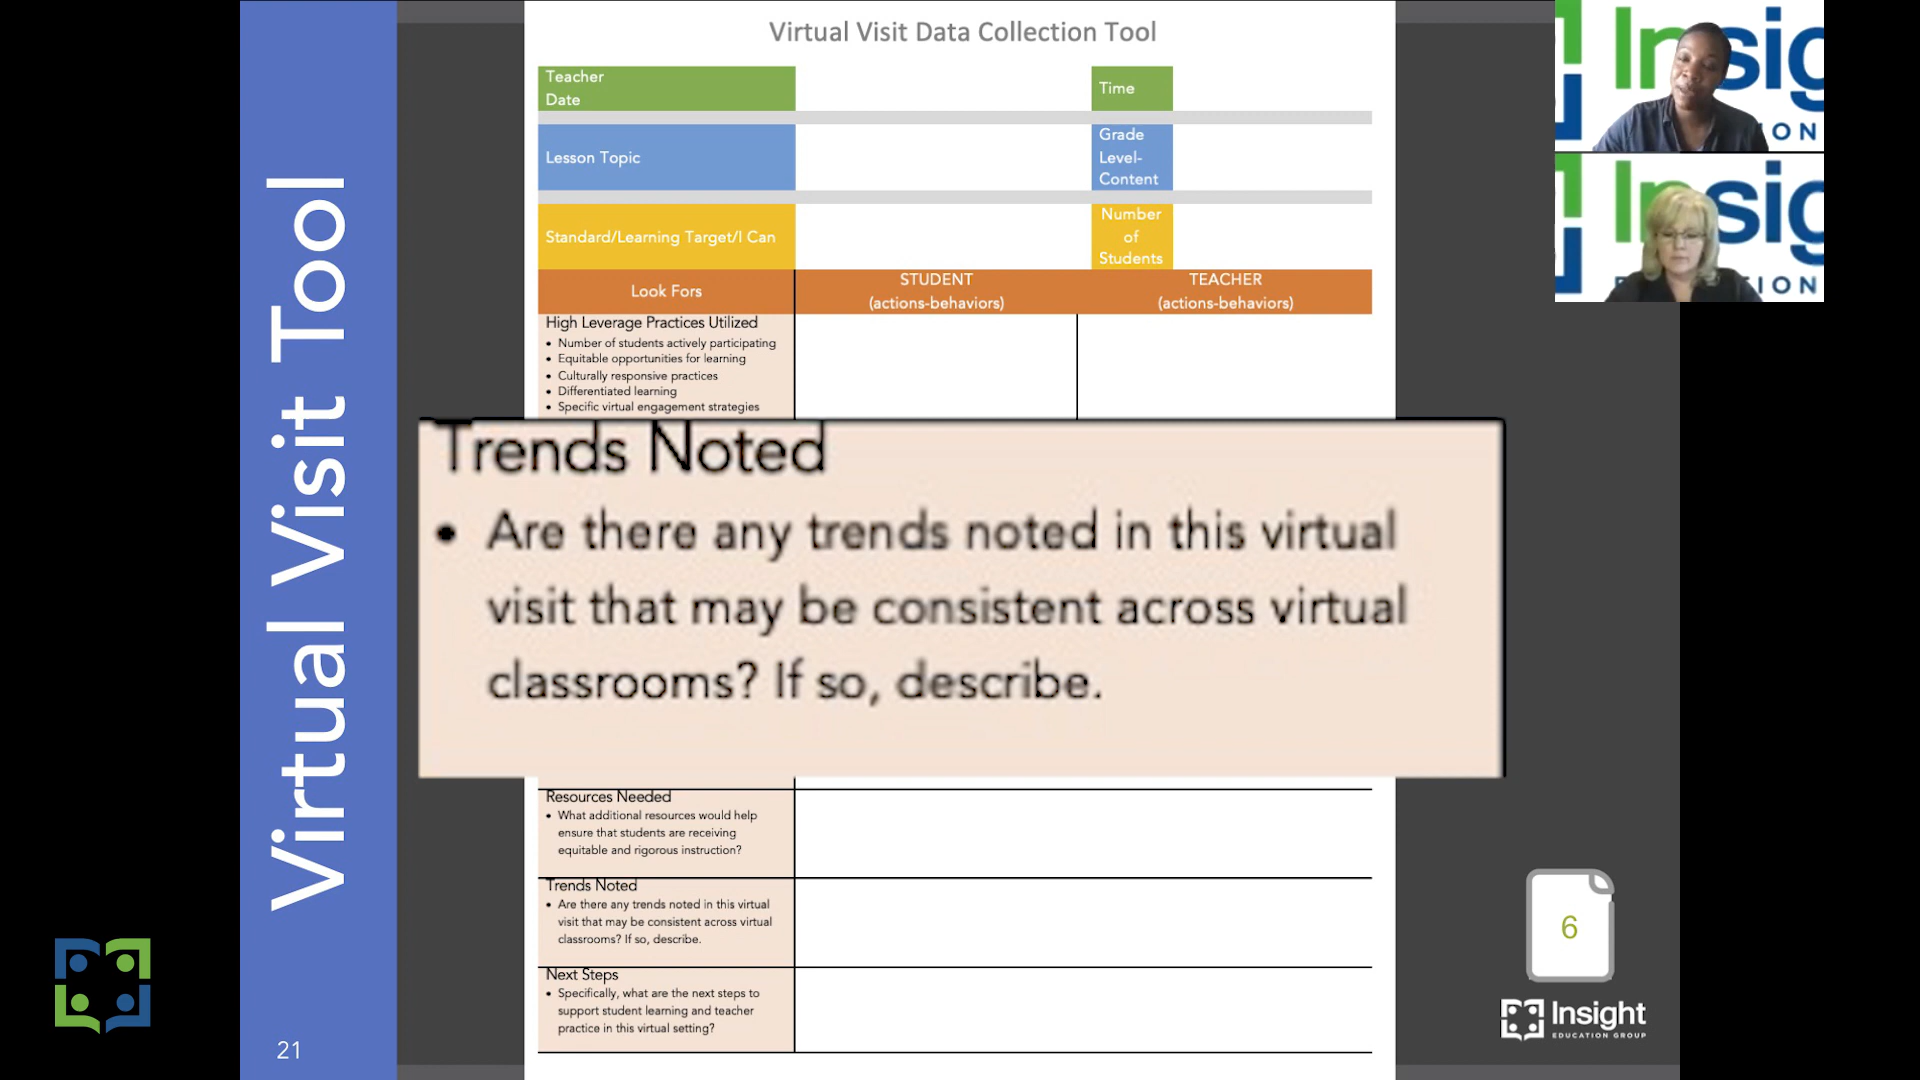 Virtual Visit Tool
21
Virtual Visit Data Collection Tool
Teacher
Date
Time
Lesson Topic
Grade
Level-
Content
Standard/Learning Target/I Can
Number
of
Students
Look Fors
STUDENT
(actions-behaviors)
TEACHER
(actions-behaviors)
High Leverage Practices Utilized
• Number of students actively participating
• Equitable opportunities for learning
• Culturally responsive practices
• Differentiated learning
• Specific virtual engagement strategies
Trends Noted
• Are there any trends noted in this virtual
visit that may be consistent across virtual
classrooms? If so, describe.
Resources Needed
• What additional resources would help
ensure that students are receiving
equitable and rigorous instruction?
Trends Noted
• Are there any trends noted in this virtual
visit that may be consistent across virtual
classrooms? If so, describe.
Next Steps
• Specifically, what are the next steps to
support student learning and teacher
practice in this virtual setting?
6
Insight
EDUCATION GROUP